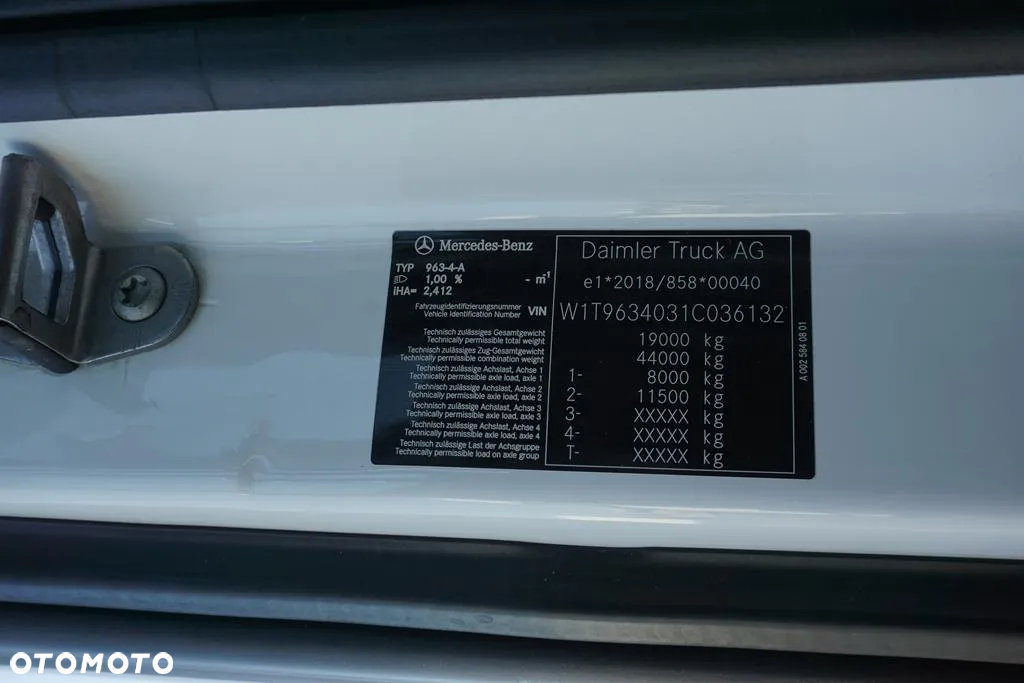 Mercedes-Benz
TYP 963-4-A
1,00 % - m-1
iHA= 2,412
Fahrzeugidentifizierungsnummer
Vehicle Identification Number VIN
Technisch zulässiges Gesamtgewicht
Technically permissible total weight
Technisch zulässiges Zug-Gesamtgewicht
Technically permissible combination weight
Technisch zulässige Achslast, Achse 1
Technically permissible axle load, axle 1
Technisch zulässige Achslast, Achse 2
Technically permissible axle load, axle 2
Technisch zulässige Achslast, Achse 3
Technically permissible axle load, axle 3
Technisch zulässige Achslast, Achse 4
Technically permissible axle load, axle 4
Technisch zulässige Last der Achsgruppe
Technically permissible load on axle group
Daimler Truck AG
e1*2018/858*00040
W1T9634031C036132
19000 kg
44000 kg
1- 8000 kg
2- 11500 kg
3- XXXXX kg
4- XXXXX kg
T- XXXXX kg
A 002 584 08 01
OTOMOTO